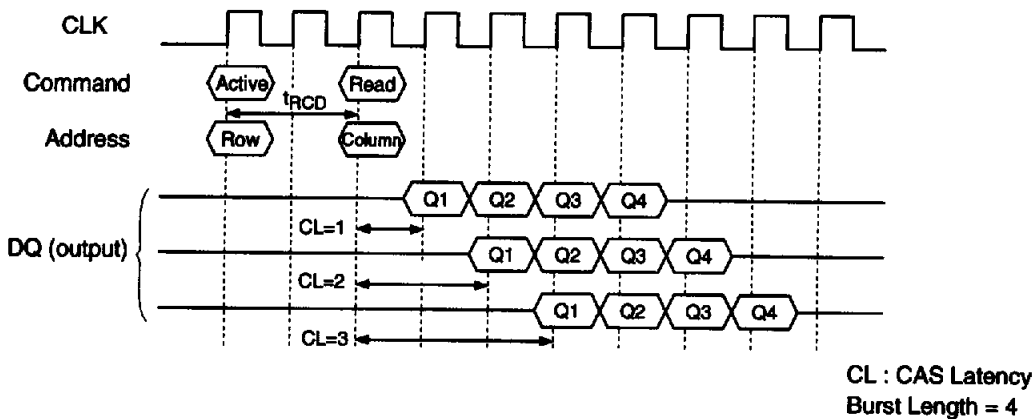 CLK
Command Active Read
tRCD
Address Row Column
Q1 Q2 Q3 Q4
CL=1
DQ (output) Q1 Q2 Q3 Q4
CL=2
Q1 Q2 Q3 Q4
CL=3
CL : CAS Latency
Burst Length = 4